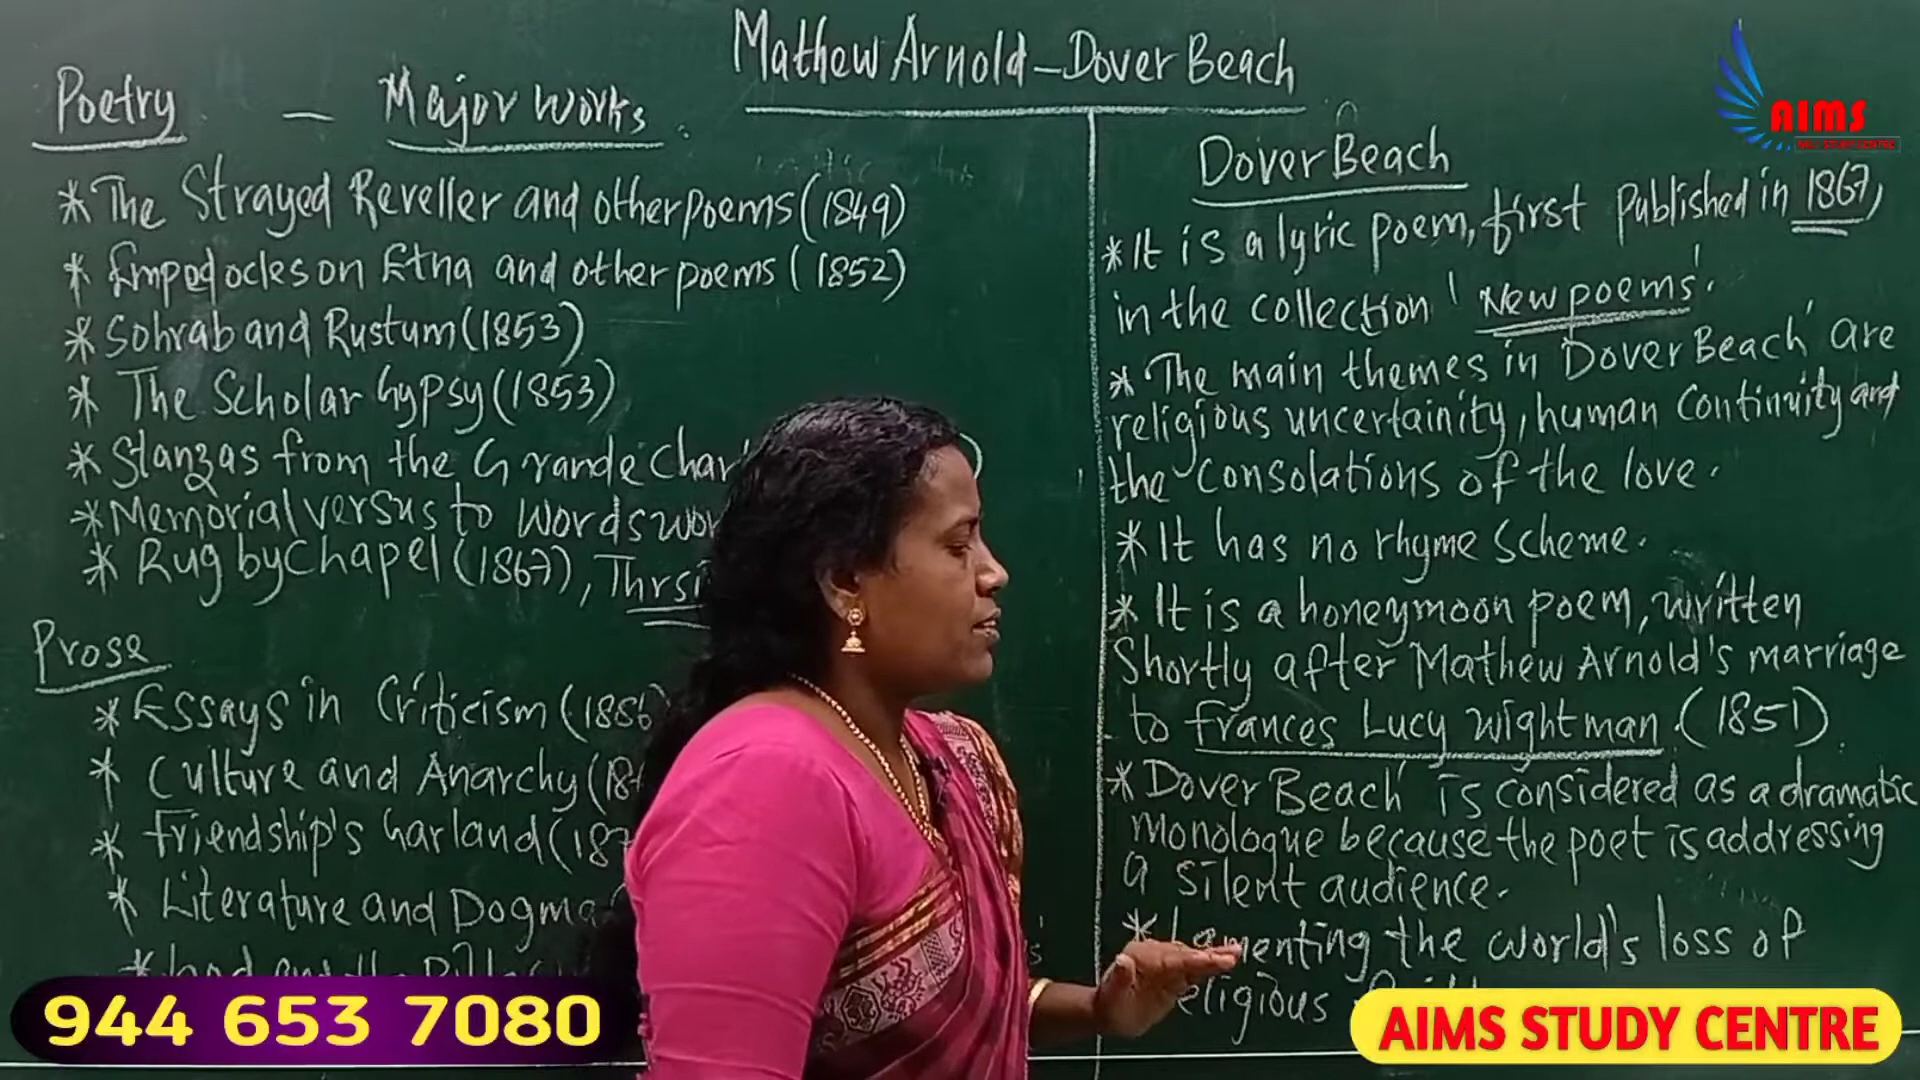 Mathew Arnold – Dover Beach
Poetry – Major Works
* The Strayed Reveller and other poems (1849)
* Empedocles on Etna and other poems (1852)
* Sohrab and Rustum (1853)
* The Scholar Gypsy (1853)
* Stanzas from the Grande Char
* Memorial versus to Wordswor
* Rugby Chapel (1867), Thrsi
Prose
* Essays in Criticism (186
* Culture and Anarchy (18
* Friendship's Garland (187
* Literature and Dogma
Dover Beach
* It is a lyric poem, first Published in 1867,
in the collection 'New poems'.
* The main themes in Dover Beach' are
religious uncertainity, human Continuity and
the Consolations of the love.
* It has no rhyme Scheme.
* It is a honeymoon poem, written
Shortly after Mathew Arnold's marriage
to Frances Lucy Wightman. (1851).
* Dover Beach' is considered as a dramatic
monologue because the poet is addressing
a silent audience.
* Lamenting the world's loss of
eligious
AIMS
944 653 7080
AIMS STUDY CENTRE